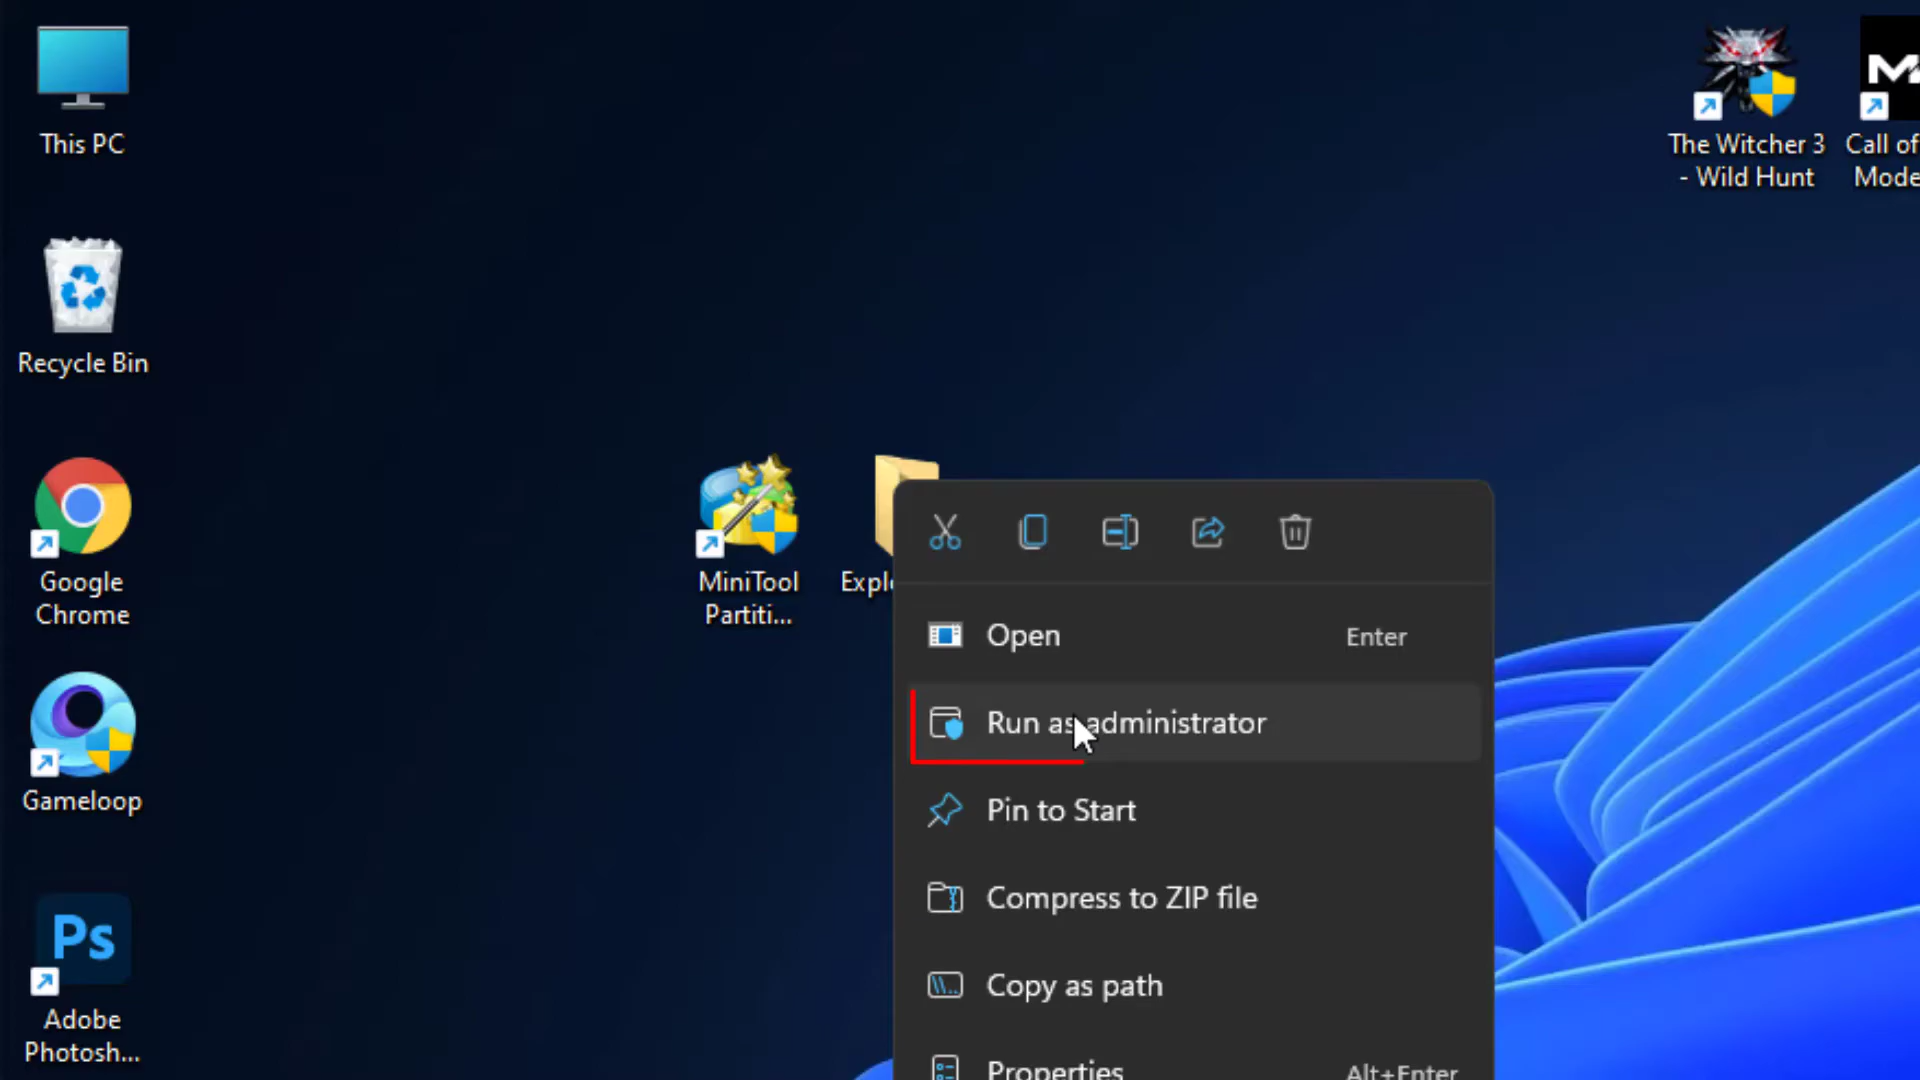 This PC
Recycle Bin
Google
Chrome
Gameloop
Ps
Adobe
Photosh...
MiniTool
Partiti...
Expl
The Witcher 3
- Wild Hunt
Call of
Mode
Open Enter
Run as administrator
Pin to Start
Compress to ZIP file
Copy as path
Properties Alt+Enter